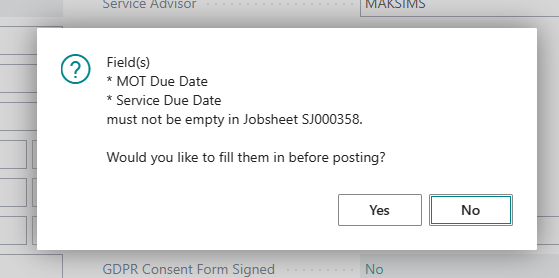 Service Advisor
MAKSIMS
Field(s)
* MOT Due Date
* Service Due Date
must not be empty in Jobsheet SJ000358.
Would you like to fill them in before posting?
Yes
No
GDPR Consent Form Signed
No